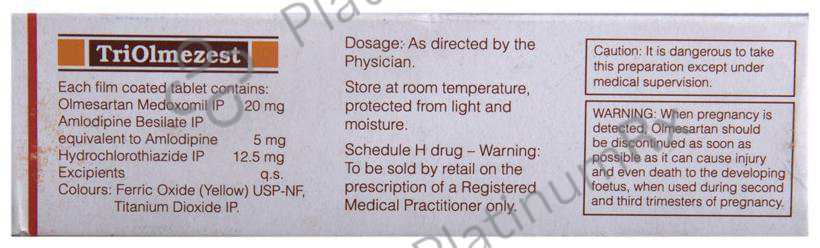 TriOlmezest
Each film coated tablet contains:
Olmesartan Medoxomil IP 20 mg
Amlodipine Besilate IP
equivalent to Amlodipine 5 mg
Hydrochlorothiazide IP 12.5 mg
Excipients q.s.
Colours: Ferric Oxide (Yellow) USP-NF,
Titanium Dioxide IP.
Dosage: As directed by the
Physician.
Store at room temperature,
protected from light and
moisture.
Schedule H drug – Warning:
To be sold by retail on the
prescription of a Registered
Medical Practitioner only.
Caution: It is dangerous to take
this preparation except under
medical supervision.
WARNING: When pregnancy is
detected, Olmesartan should
be discontinued as soon as
possible as it can cause injury
and even death to the developing
foetus, when used during second
and third trimesters of pregnancy.
PlatinumRx